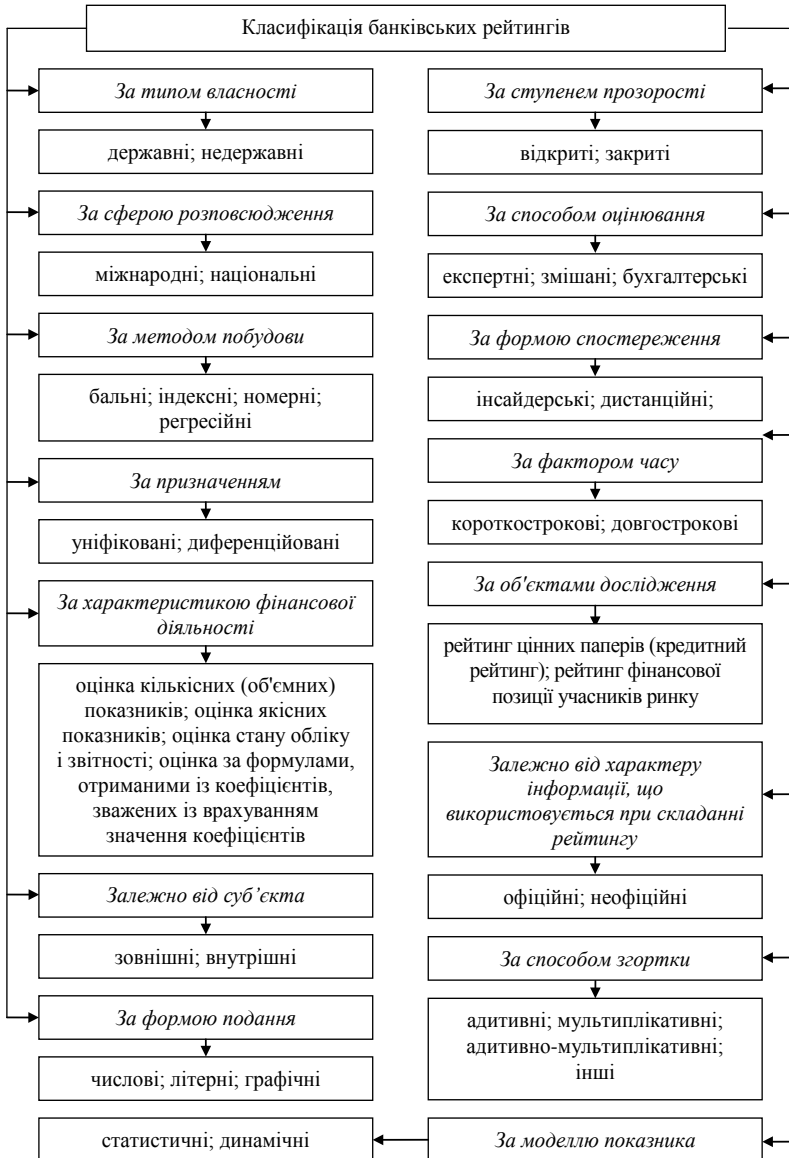 Класифікація банківських рейтингів
За типом власності
державні; недержавні
За сферою розповсюдження
міжнародні; національні
За методом побудови
бальні; індексні; номерні;
регресійні
За призначенням
уніфіковані; диференційовані
За характеристикою фінансової
діяльності
оцінка кількісних (об'ємних)
показників; оцінка якісних
показників; оцінка стану обліку
і звітності; оцінка за формулами,
отриманими із коефіцієнтів,
зважених із врахуванням
значення коефіцієнтів
Залежно від суб’єкта
зовнішні; внутрішні
За формою подання
числові; літерні; графічні
За ступенем прозорості
відкриті; закриті
За способом оцінювання
експертні; змішані; бухгалтерські
За формою спостереження
інсайдерські; дистанційні;
За фактором часу
короткострокові; довгострокові
За об'єктами дослідження
рейтинг цінних паперів (кредитний
рейтинг); рейтинг фінансової
позиції учасників ринку
Залежно від характеру
інформації, що
використовується при складанні
рейтингу
офіційні; неофіційні
За способом згортки
адитивні; мультиплікативні;
адитивно-мультиплікативні;
інші
За моделлю показника
статистичні; динамічні